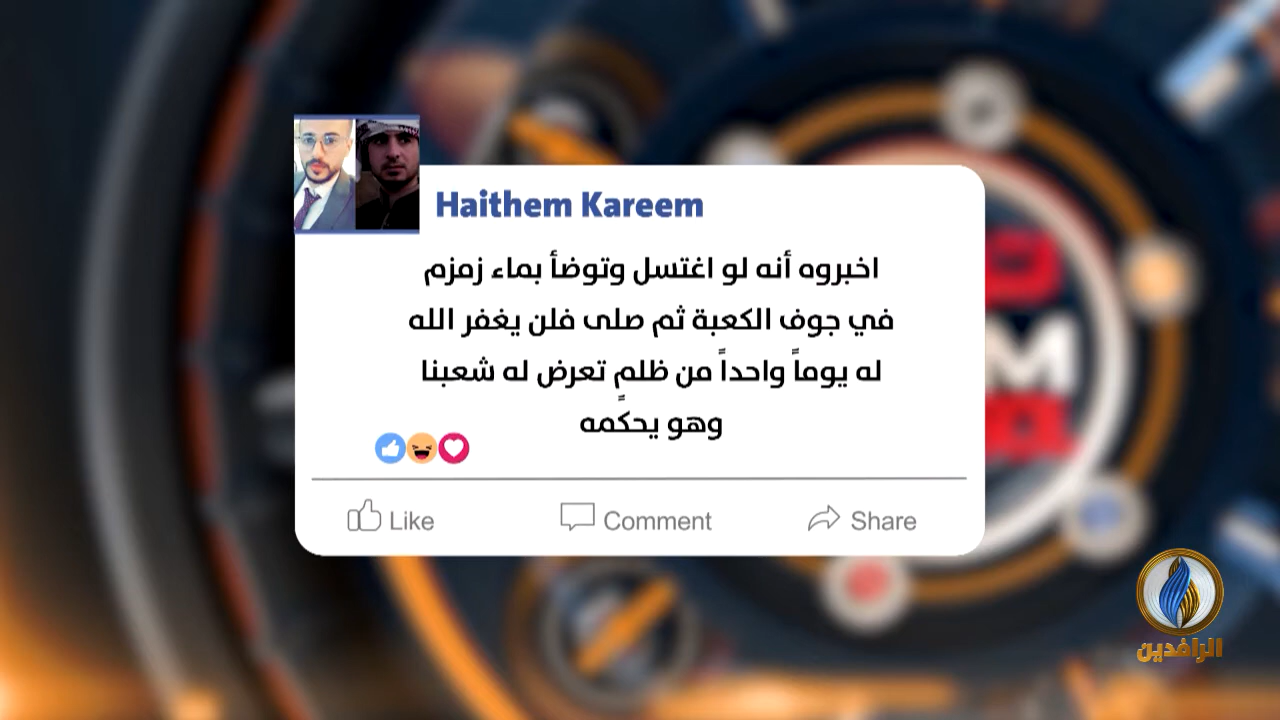 Haithem Kareem
اخبروه أنه لو اغتسل وتوضأ بماء زمزم
في جوف الكعبة ثم صلى فلن يغفر الله
له يوماً واحداً من ظلمٍ تعرض له شعبنا
وهو يحكمه
Like
Comment
Share
الرافدين